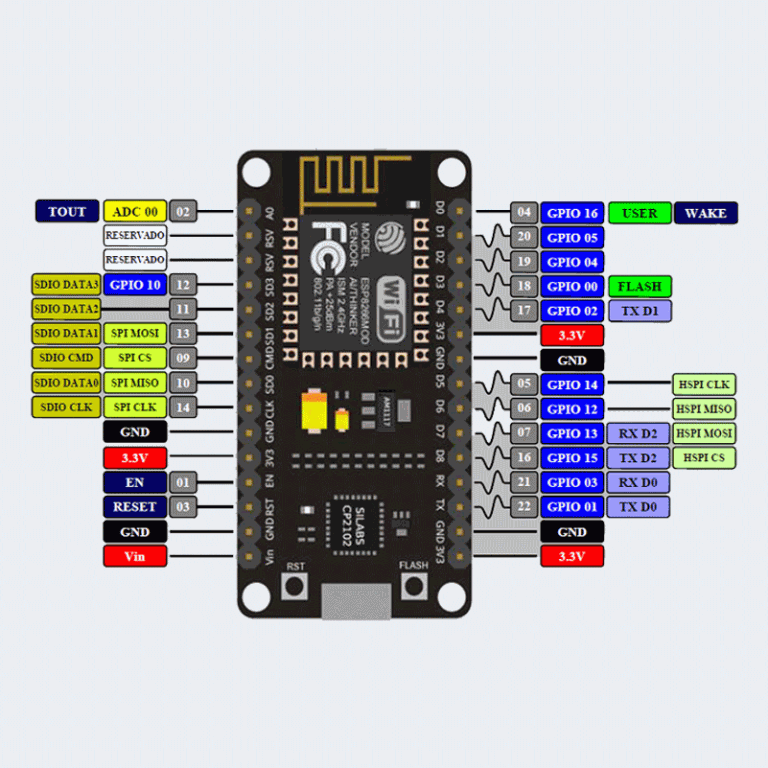 TOUT ADC 00 02
RESERVADO
RESERVADO
SDIO DATA3 GPIO 10 12
SDIO DATA2 11
SDIO DATA1 SPI MOSI 13
SDIO CMD SPI CS 09
SDIO DATA0 SPI MISO 10
SDIO CLK SPI CLK 14
GND
3.3V
EN 01
RESET 03
GND
Vin
A0
RSV
RSV
SD3
SD2
SD1
CMD
SD0
CLK
GND
3V3
EN
RST
GND
Vin
MODEL ESP8266MOD
VENDOR AI/THINKER
ISM 2.4GHz
PA +25dBm
802.11b/g/n
FC
WiFi
AM1117
SILABS
CP2102
RST
FLASH
D0
D1
D2
D3
D4
3V3
GND
D5
D6
D7
D8
RX
TX
GND
3V3
04 GPIO 16 USER WAKE
20 GPIO 05
19 GPIO 04
18 GPIO 00 FLASH
17 GPIO 02 TX D1
3.3V
GND
05 GPIO 14 HSPI CLK
06 GPIO 12 HSPI MISO
07 GPIO 13 RX D2 HSPI MOSI
16 GPIO 15 TX D2 HSPI CS
21 GPIO 03 RX D0
22 GPIO 01 TX D0
GND
3.3V